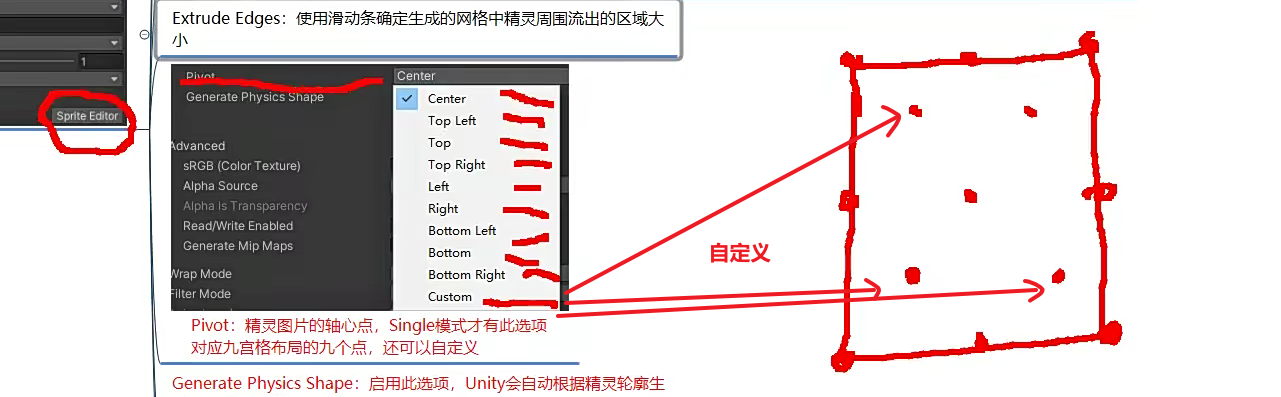 Extrude Edges：使用滑动条确定生成的网格中精灵周围流出的区域大
小
1
Sprite Editor
Pivot
Center
Generate Physics Shape
Center
Top Left
Top
Top Right
Left
Right
Bottom Left
Bottom
Bottom Right
Custom
Advanced
sRGB (Color Texture)
Alpha Source
Alpha Is Transparency
Read/Write Enabled
Generate Mip Maps
Wrap Mode
Filter Mode
自定义
Pivot：精灵图片的轴心点，Single模式才有此选项
对应九宫格布局的九个点，还可以自定义
Generate Physics Shape：启用此选项，Unity会自动根据精灵轮廓生